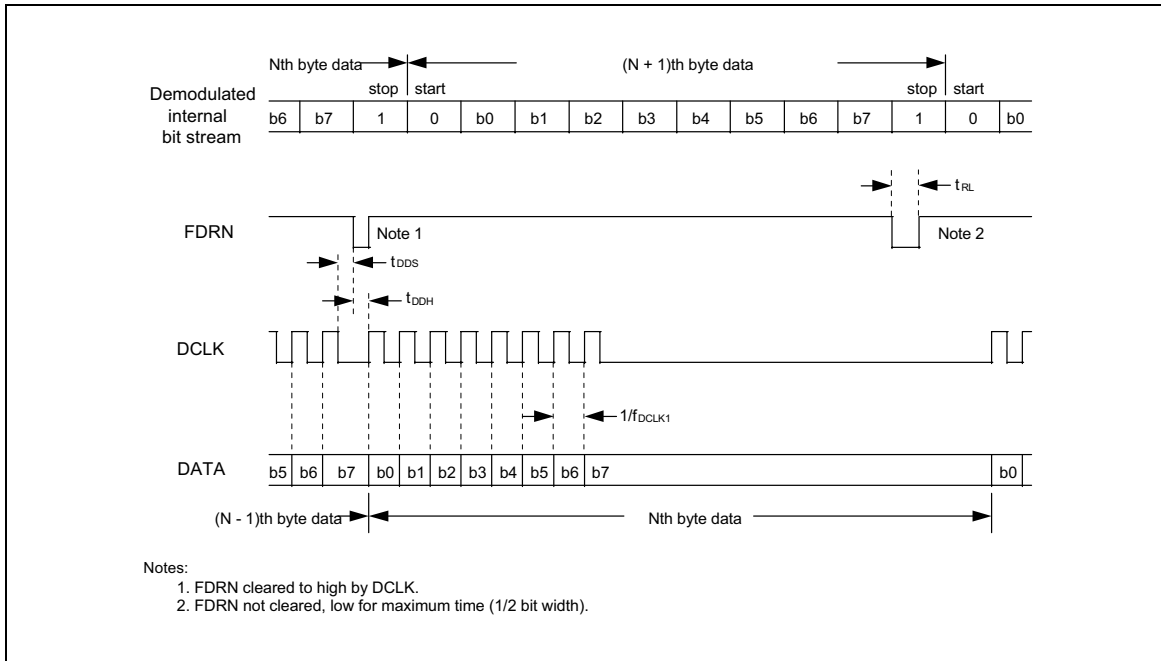 Nth byte data
(N + 1)th byte data
stop start
stop start
Demodulated
internal
bit stream
b6 b7 1 0 b0 b1 b2 b3 b4 b5 b6 b7 1 0 b0
tRL
FDRN
Note 1
Note 2
tDDS
tDDH
DCLK
1/fDCLK1
DATA
b5 b6 b7 b0 b1 b2 b3 b4 b5 b6 b7 b0
(N - 1)th byte data
Nth byte data
Notes:
1. FDRN cleared to high by DCLK.
2. FDRN not cleared, low for maximum time (1/2 bit width).